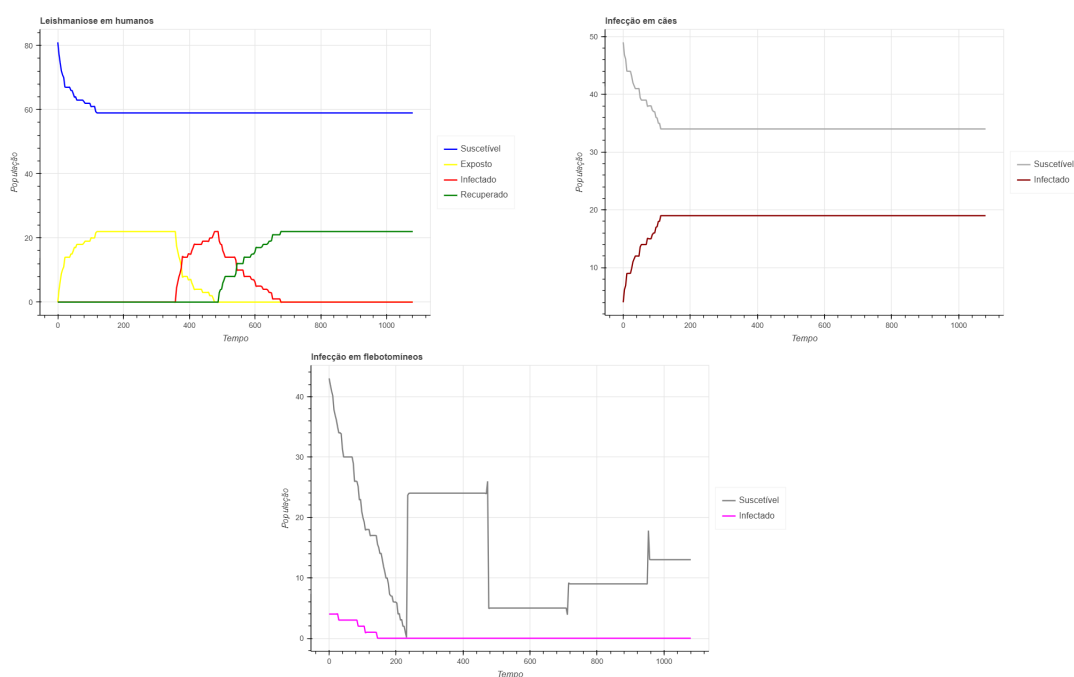 Leishmaniose em humanos
População
80
60
40
20
0
0 200 400 600 800 1000
Tempo
Suscetível
Exposto
Infectado
Recuperado
Infecção em cães
População
50
40
30
20
10
0 200 400 600 800 1000
Tempo
Suscetível
Infectado
Infecção em flebotomíneos
População
40
30
20
10
0
0 200 400 600 800 1000
Tempo
Suscetível
Infectado